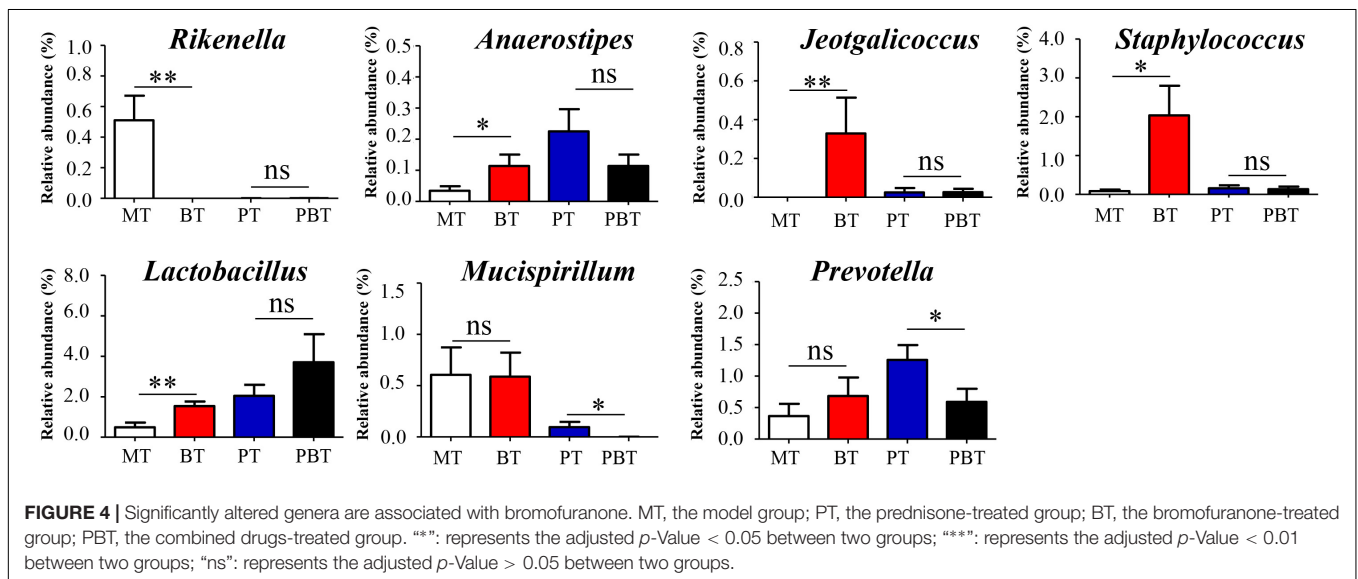 Rikenella
Relative abundance (%)
1.0
0.8
0.6
0.4
0.2
0.0
**
ns
MT BT PT PBT
Anaerostipes
Relative abundance (%)
0.5
0.4
0.3
0.2
0.1
0.0
*
ns
MT BT PT PBT
Jeotgalicoccus
Relative abundance (%)
0.8
0.6
0.4
0.2
0.0
**
ns
MT BT PT PBT
Staphylococcus
Relative abundance (%)
4.0
3.0
2.0
1.0
0.0
*
ns
MT BT PT PBT
Lactobacillus
Relative abundance (%)
8.0
6.0
4.0
2.0
0.0
**
ns
MT BT PT PBT
Mucispirillum
Relative abundance (%)
1.5
1.0
0.5
0.0
ns
*
MT BT PT PBT
Prevotella
Relative abundance (%)
2.5
2.0
1.5
1.0
0.5
0.0
ns
*
MT BT PT PBT
FIGURE 4 | Significantly altered genera are associated with bromofuranone. MT, the model group; PT, the prednisone-treated group; BT, the bromofuranone-treated
group; PBT, the combined drugs-treated group. “*”: represents the adjusted p-Value < 0.05 between two groups; “**”: represents the adjusted p-Value < 0.01
between two groups; “ns”: represents the adjusted p-Value > 0.05 between two groups.